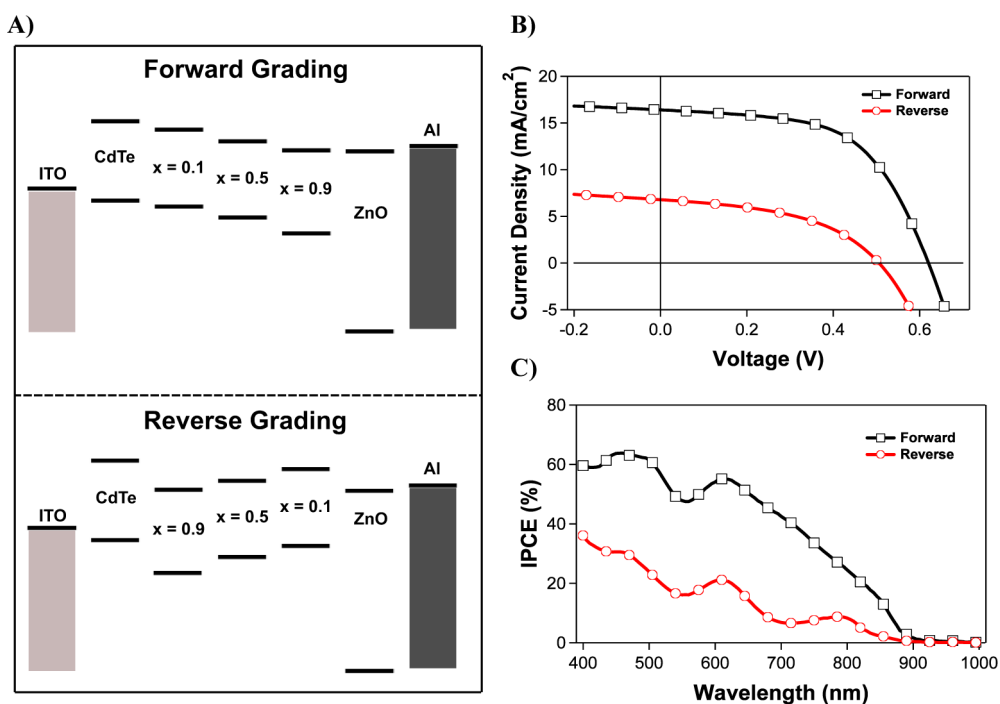 A)
Forward Grading
ITO
CdTe
x = 0.1
x = 0.5
x = 0.9
ZnO
Al
Reverse Grading
ITO
CdTe
x = 0.9
x = 0.5
x = 0.1
ZnO
Al
B)
Current Density (mA/cm²)
20
15
10
5
0
-5
-0.2
0.0
0.2
0.4
0.6
Voltage (V)
Forward
Reverse
C)
IPCE (%)
80
60
40
20
0
400
500
600
700
800
900
1000
Wavelength (nm)
Forward
Reverse